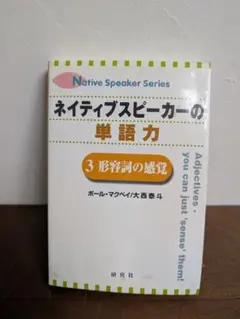 Native Speaker Series
ネイティブスピーカーの
単語力
3 形容詞の感覚
ポール・マクベイ/大西泰斗
Adjectives -
you can just 'sense' them!
研究社